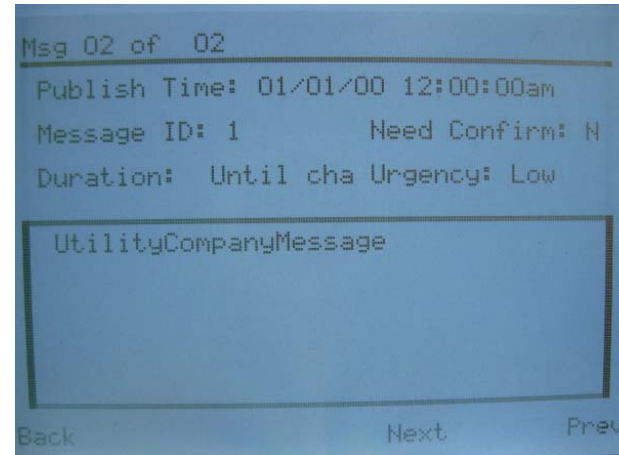 Msg 02 of 02
Publish Time: 01/01/00 12:00:00am
Message ID: 1 Need Confirm: N
Duration: Until cha Urgency: Low
UtilityCompanyMessage
Back Next Prev